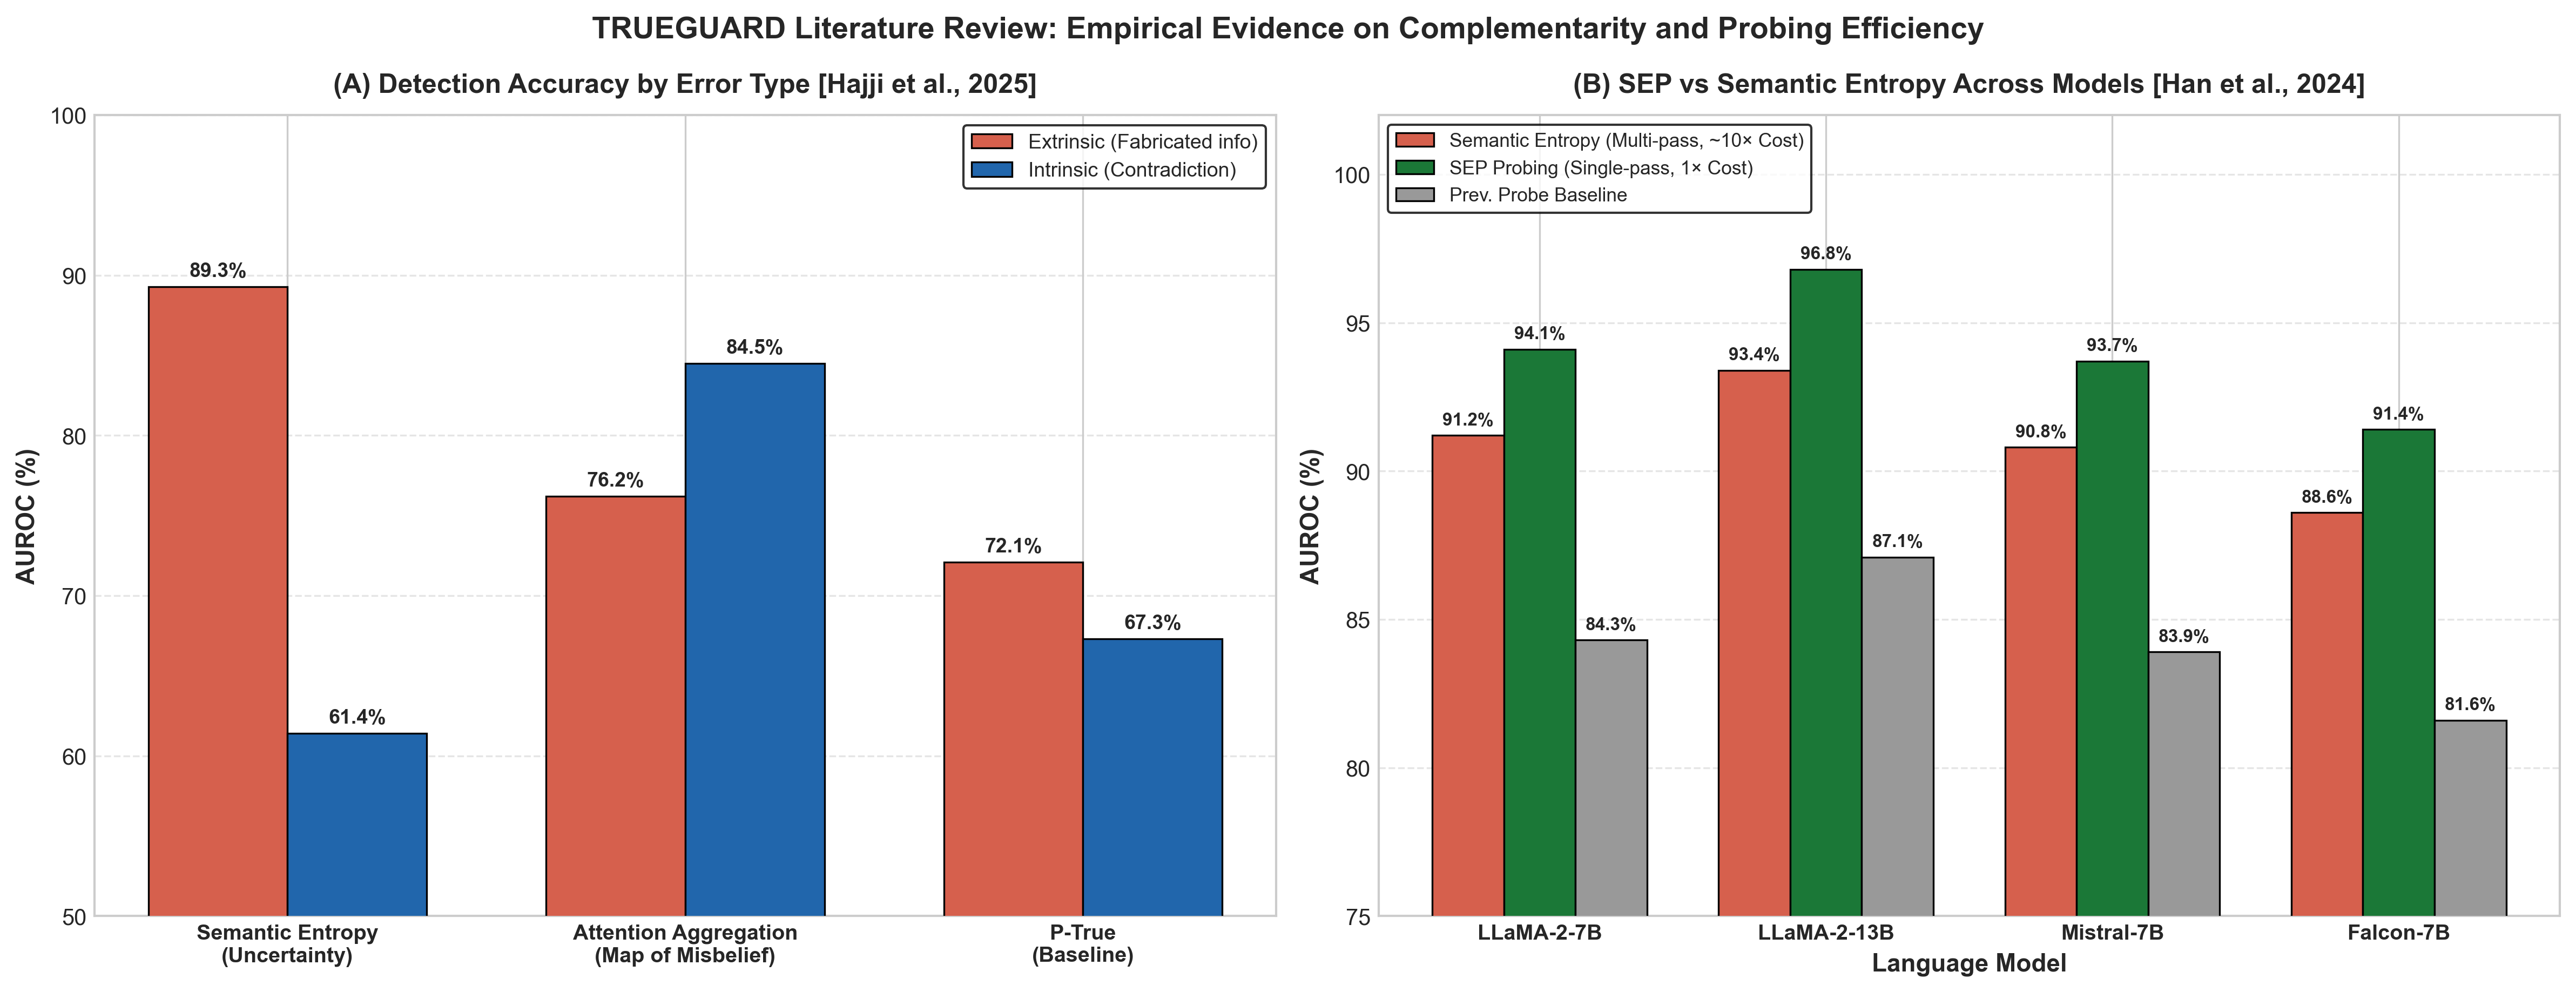 TRUEGUARD Literature Review: Empirical Evidence on Complementarity and Probing Efficiency
(A) Detection Accuracy by Error Type [Hajji et al., 2025]
Extrinsic (Fabricated info)
Intrinsic (Contradiction)
AUROC (%)
100
90
80
70
60
50
89.3%
61.4%
76.2%
84.5%
72.1%
67.3%
Semantic Entropy
(Uncertainty)
Attention Aggregation
(Map of Misbelief)
P-True
(Baseline)
(B) SEP vs Semantic Entropy Across Models [Han et al., 2024]
Semantic Entropy (Multi-pass, ~10× Cost)
SEP Probing (Single-pass, 1× Cost)
Prev. Probe Baseline
AUROC (%)
100
95
90
85
80
75
91.2%
94.1%
84.3%
93.4%
96.8%
87.1%
90.8%
93.7%
83.9%
88.6%
91.4%
81.6%
LLaMA-2-7B
LLaMA-2-13B
Mistral-7B
Falcon-7B
Language Model